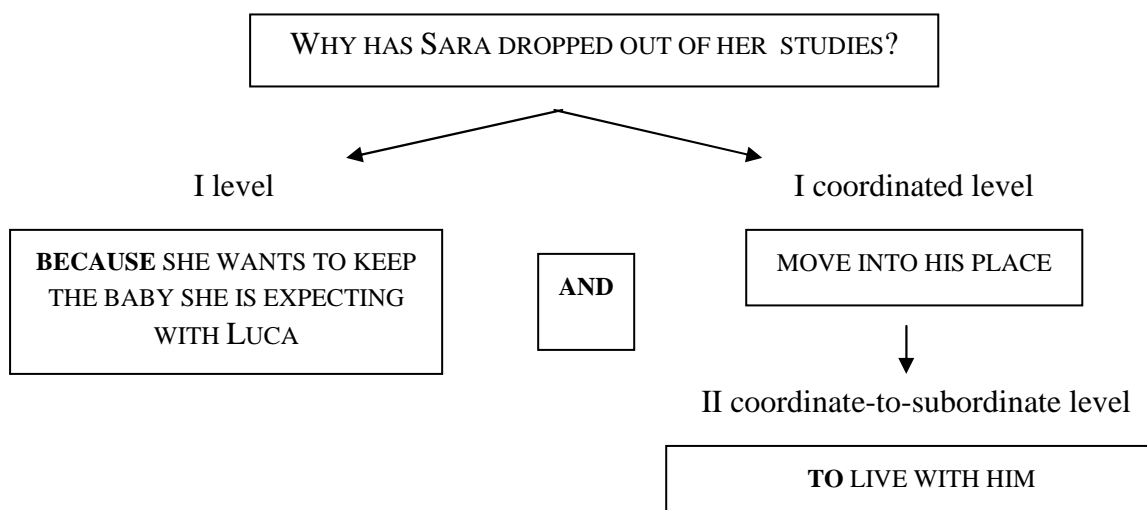 WHY HAS SARA DROPPED OUT OF HER STUDIES?
I level
I coordinated level
BECAUSE SHE WANTS TO KEEP
THE BABY SHE IS EXPECTING
WITH LUCA
AND
MOVE INTO HIS PLACE
II coordinate-to-subordinate level
TO LIVE WITH HIM